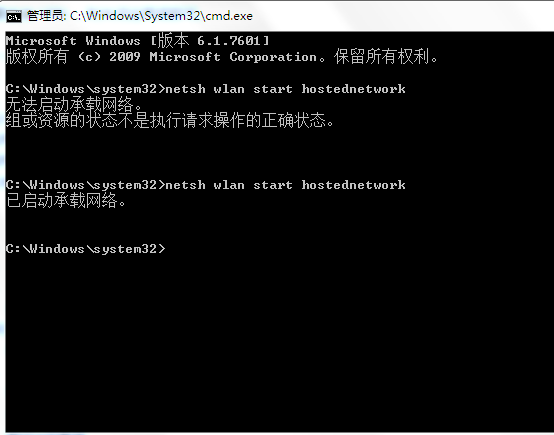 管理员: C:\Windows\System32\cmd.exe
Microsoft Windows [版本 6.1.7601]
版权所有 (c) 2009 Microsoft Corporation。保留所有权利。
C:\Windows\system32>netsh wlan start hostednetwork
无法启动承载网络。
组或资源的状态不是执行请求操作的正确状态。
C:\Windows\system32>netsh wlan start hostednetwork
已启动承载网络。
C:\Windows\system32>